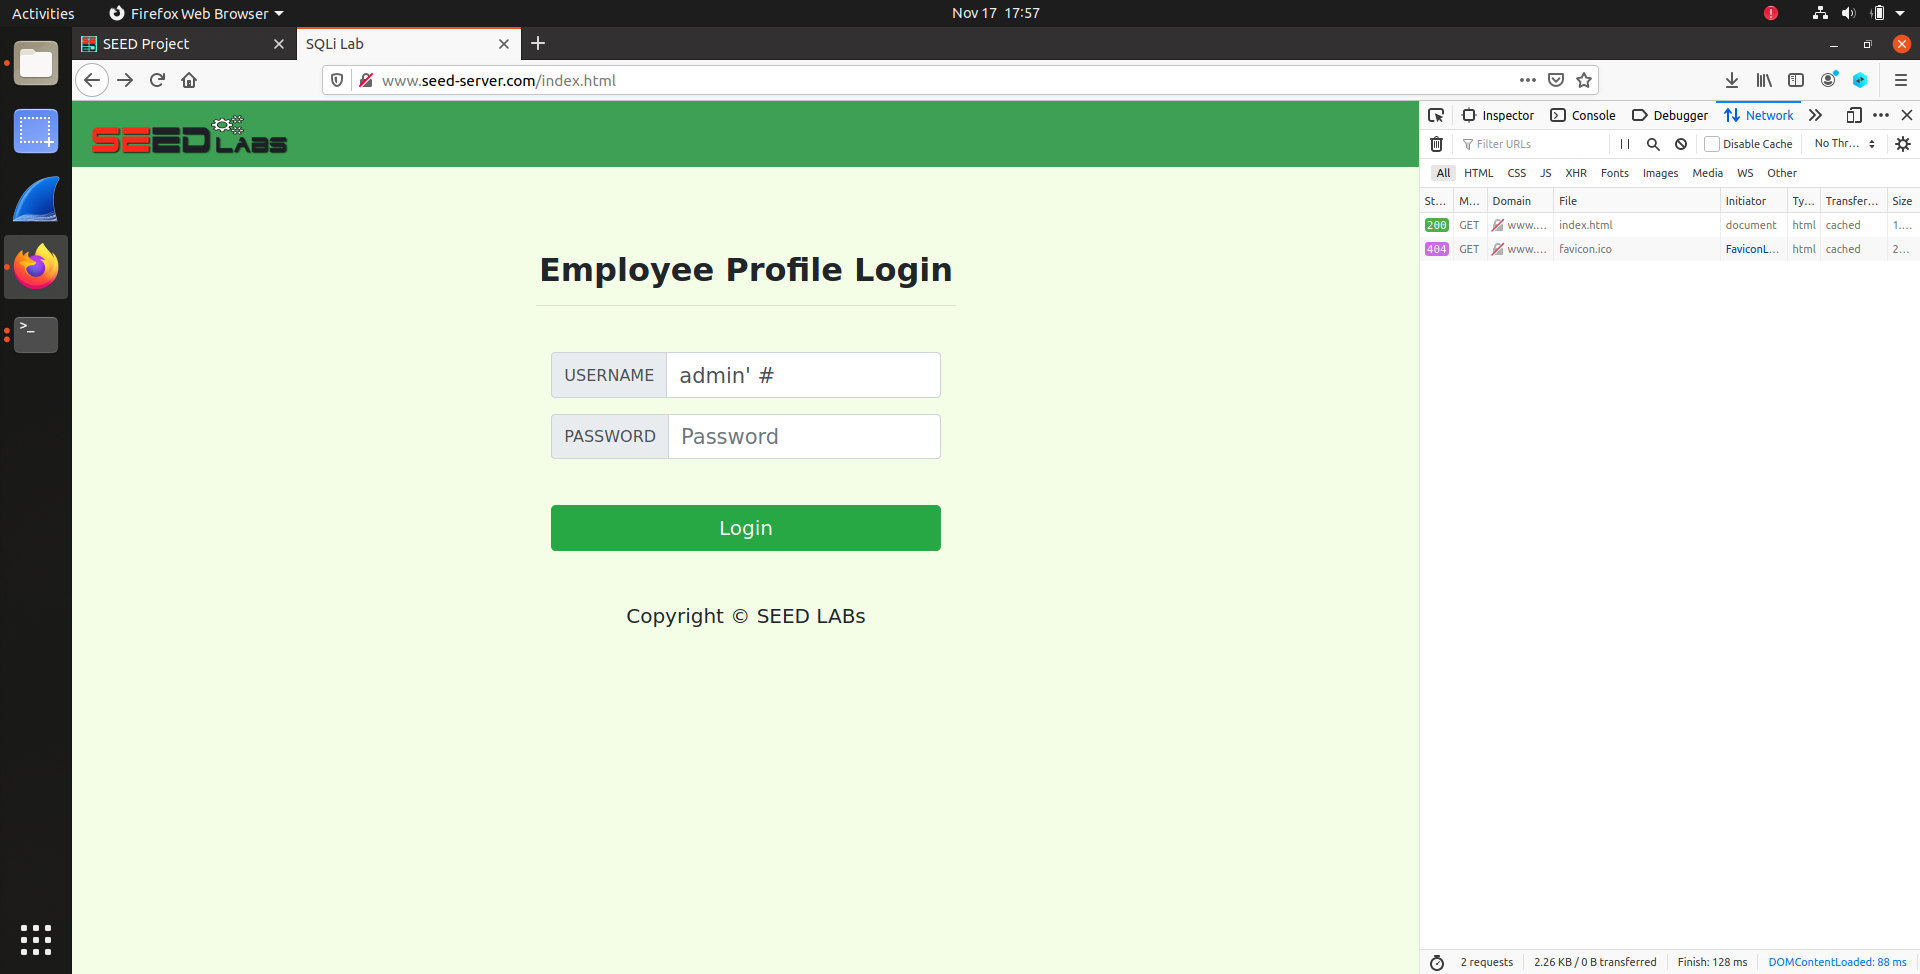 Activities
Firefox Web Browser
Nov 17 17:57
SEED Project
SQLi Lab
www.seed-server.com/index.html
SEED LABS
Employee Profile Login
USERNAME
admin' #
PASSWORD
Password
Login
Copyright © SEED LABs
Inspector
Console
Debugger
Network
Filter URLs
Disable Cache
No Thr...
All HTML CSS JS XHR Fonts Images Media WS Other
St... M... Domain File Initiator Ty... Transfer... Size
200 GET www.... index.html document html cached 1....
404 GET www.... favicon.ico FaviconL... html cached 2...
2 requests
2.26 KB / 0 B transferred
Finish: 128 ms
DOMContentLoaded: 88 ms